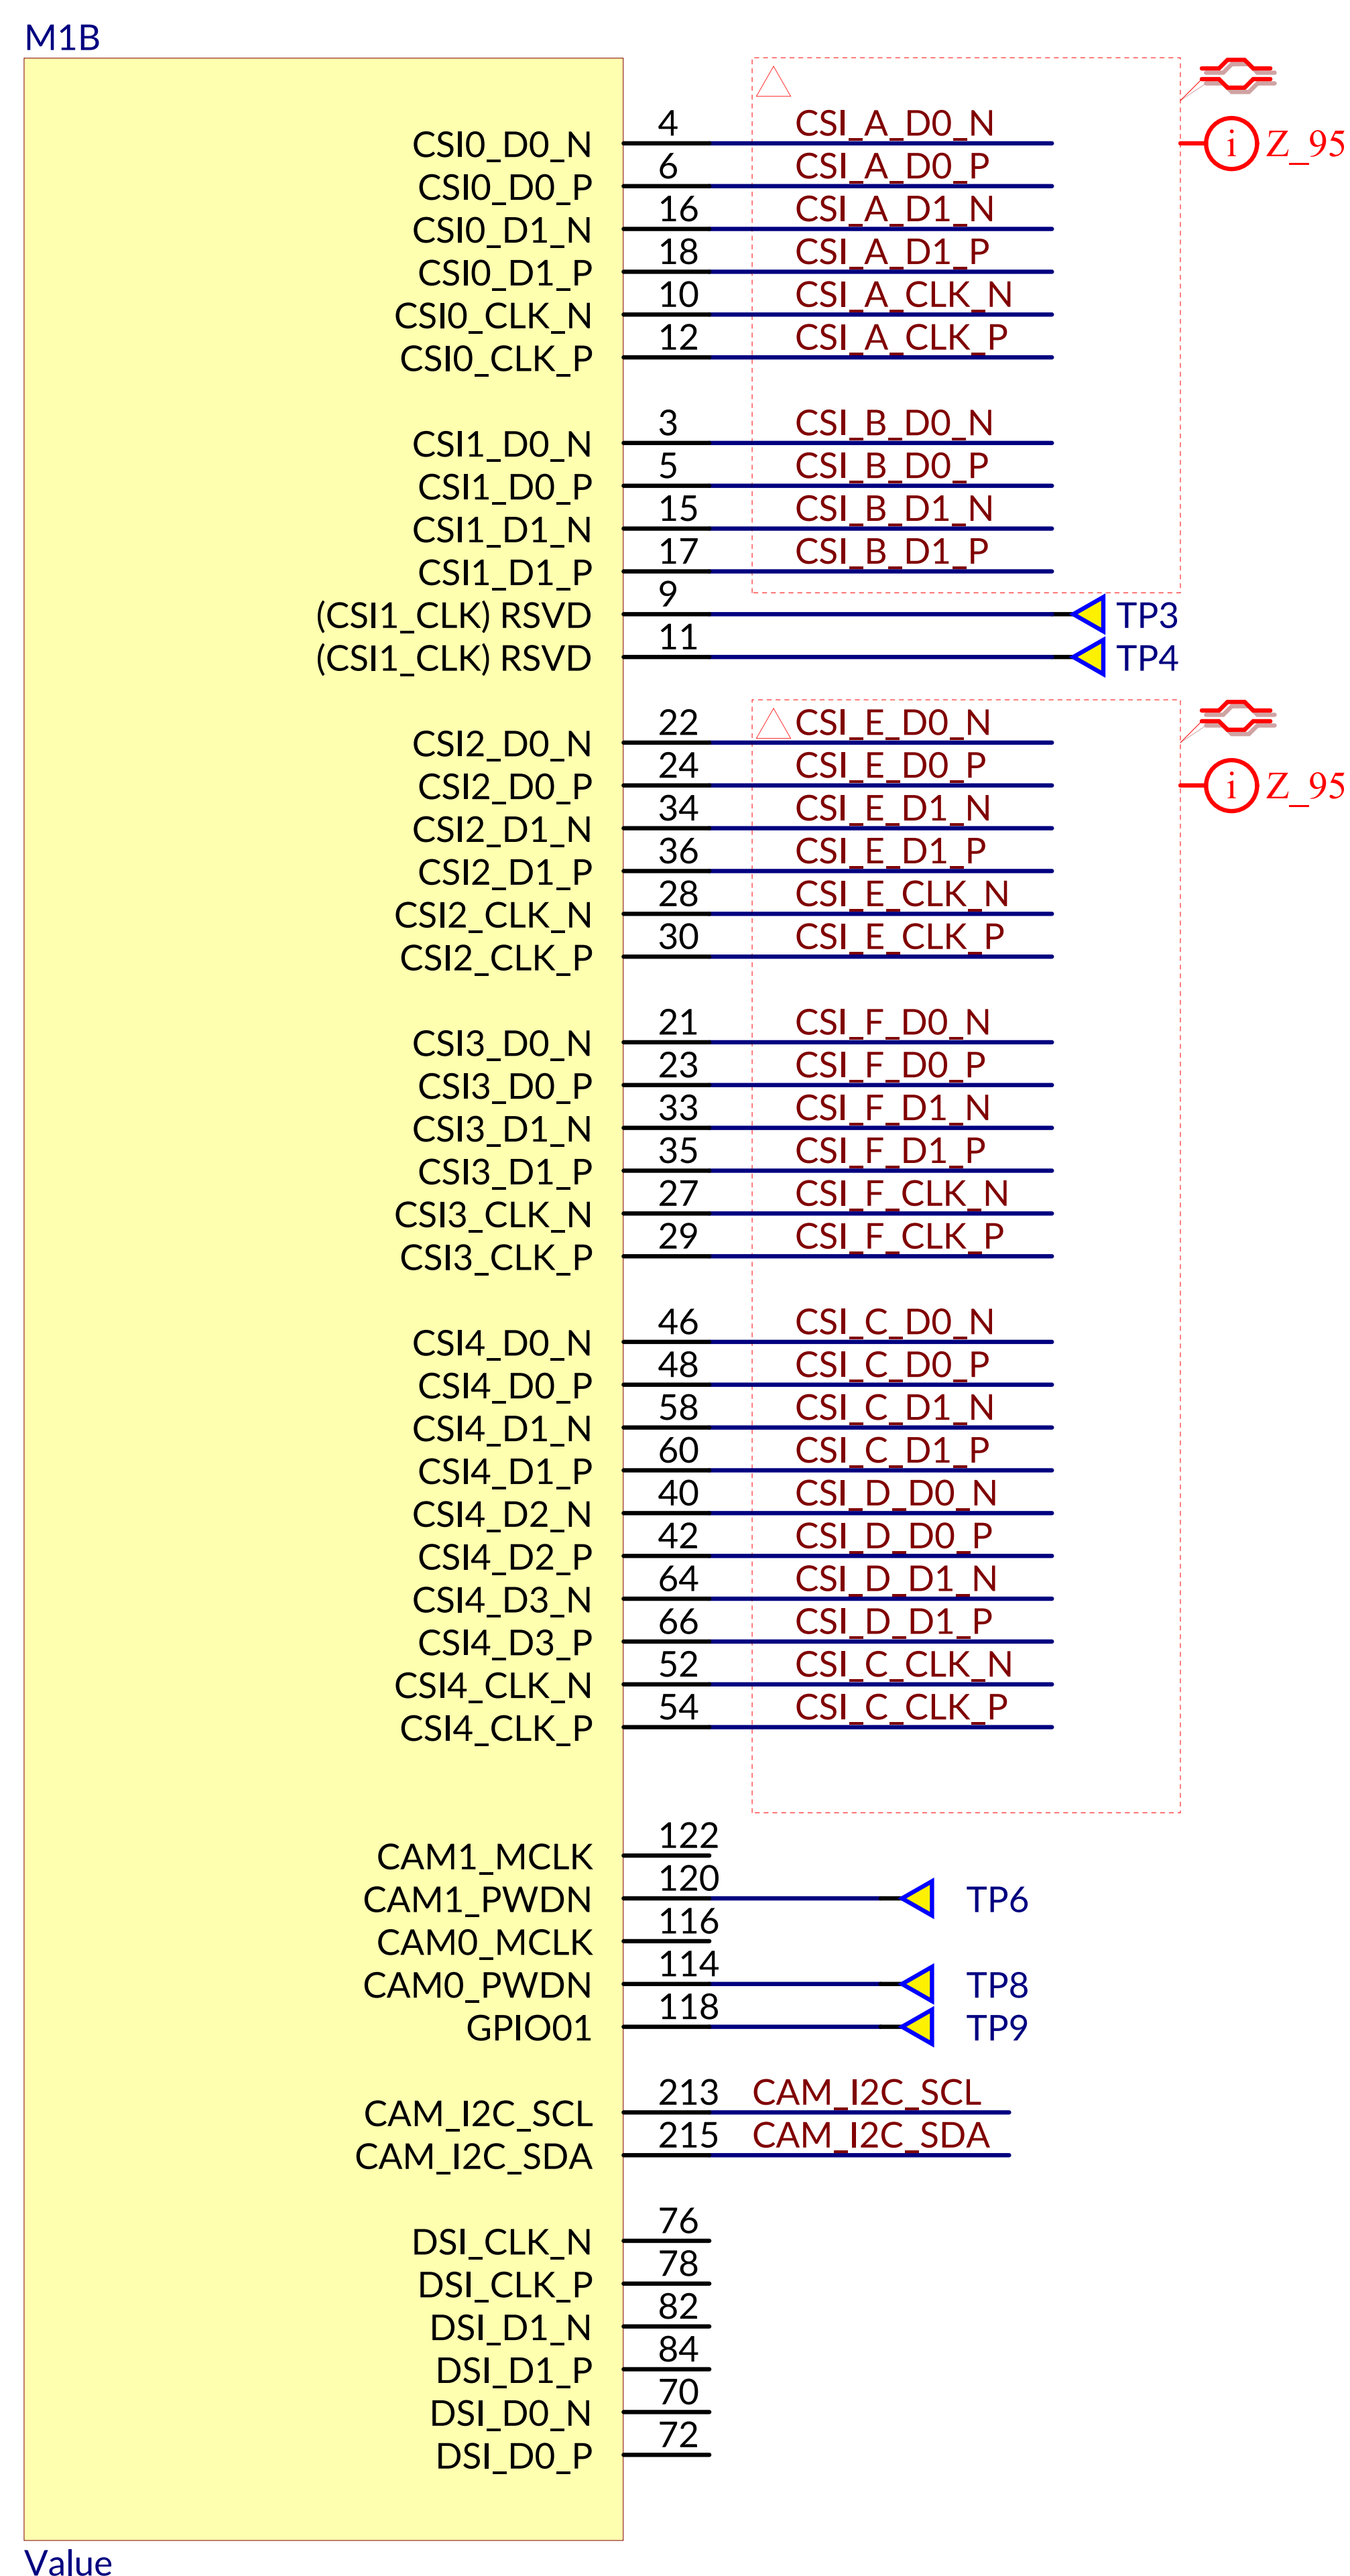 M1B
CSI0_D0_N 4 CSI_A_D0_N i Z_95
CSI0_D0_P 6 CSI_A_D0_P
CSI0_D1_N 16 CSI_A_D1_N
CSI0_D1_P 18 CSI_A_D1_P
CSI0_CLK_N 10 CSI_A_CLK_N
CSI0_CLK_P 12 CSI_A_CLK_P
CSI1_D0_N 3 CSI_B_D0_N
CSI1_D0_P 5 CSI_B_D0_P
CSI1_D1_N 15 CSI_B_D1_N
CSI1_D1_P 17 CSI_B_D1_P
(CSI1_CLK) RSVD 9 TP3
(CSI1_CLK) RSVD 11 TP4
CSI2_D0_N 22 CSI_E_D0_N
CSI2_D0_P 24 CSI_E_D0_P i Z_95
CSI2_D1_N 34 CSI_E_D1_N
CSI2_D1_P 36 CSI_E_D1_P
CSI2_CLK_N 28 CSI_E_CLK_N
CSI2_CLK_P 30 CSI_E_CLK_P
CSI3_D0_N 21 CSI_F_D0_N
CSI3_D0_P 23 CSI_F_D0_P
CSI3_D1_N 33 CSI_F_D1_N
CSI3_D1_P 35 CSI_F_D1_P
CSI3_CLK_N 27 CSI_F_CLK_N
CSI3_CLK_P 29 CSI_F_CLK_P
CSI4_D0_N 46 CSI_C_D0_N
CSI4_D0_P 48 CSI_C_D0_P
CSI4_D1_N 58 CSI_C_D1_N
CSI4_D1_P 60 CSI_C_D1_P
CSI4_D2_N 40 CSI_D_D0_N
CSI4_D2_P 42 CSI_D_D0_P
CSI4_D3_N 64 CSI_D_D1_N
CSI4_D3_P 66 CSI_D_D1_P
CSI4_CLK_N 52 CSI_C_CLK_N
CSI4_CLK_P 54 CSI_C_CLK_P
CAM1_MCLK 122
CAM1_PWDN 120 TP6
CAM0_MCLK 116
CAM0_PWDN 114 TP8
GPIO01 118 TP9
CAM_I2C_SCL 213 CAM_I2C_SCL
CAM_I2C_SDA 215 CAM_I2C_SDA
DSI_CLK_N 76
DSI_CLK_P 78
DSI_D1_N 82
DSI_D1_P 84
DSI_D0_N 70
DSI_D0_P 72
Value